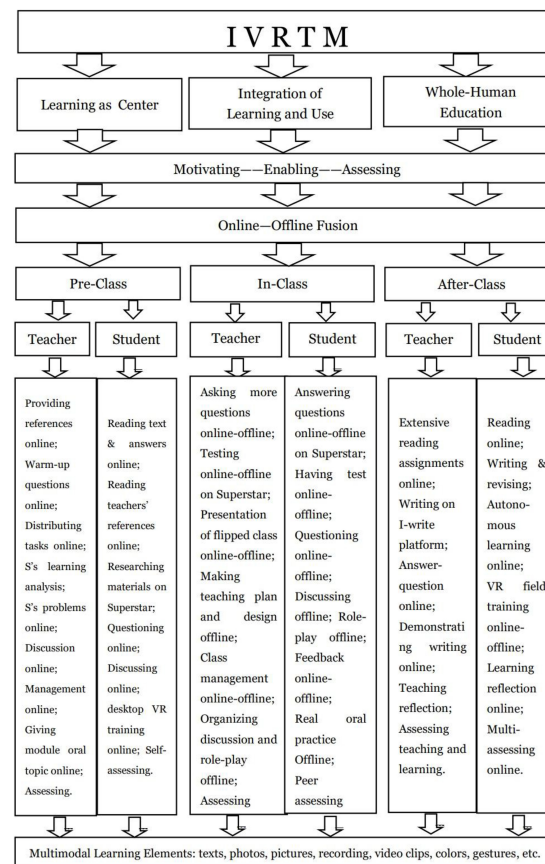 I V R T M
Learning as Center
Integration of
Learning and Use
Whole-Human
Education
Motivating——Enabling——Assessing
Online—Offline Fusion
Pre-Class
In-Class
After-Class
Teacher
Student
Teacher
Student
Teacher
Student
Providing
references
online;
Warm-up
questions
online;
Distributing
tasks online;
S's learning
analysis;
S's problems
online;
Discussion
online;
Management
online;
Giving
module oral
topic online;
Assessing.
Reading text
& answers
online;
Reading
teachers'
references
online;
Researching
materials on
Superstar;
Questioning
online;
Discussing
online;
desktop VR
training
online; Self-
assessing.
Asking more
questions
online-offline;
Testing
online-offline
on Superstar;
Presentation
of flipped class
online-offline;
Making
teaching plan
and design
offline;
Class
management
online-offline;
Organizing
discussion and
role-play
offline;
Assessing
Answering
questions
online-offline
on Superstar;
Having test
online-
offline;
Questioning
online-
offline;
Discussing
offline; Role-
play offline;
Feedback
online-
offline;
Real oral
practice
Offline;
Peer
assessing
Extensive
reading
assignments
online;
Writing on
I-write
platform;
Answer-
question
online;
Demonstrati
ng writing
online;
Teaching
reflection;
Assessing
teaching and
learning.
Reading
online;
Writing &
revising;
Autono-
mous
learning
online;
VR field
training
online-
offline;
Learning
reflection
online;
Multi-
assessing
online.
Multimodal Learning Elements: texts, photos, pictures, recording, video clips, colors, gestures, etc.